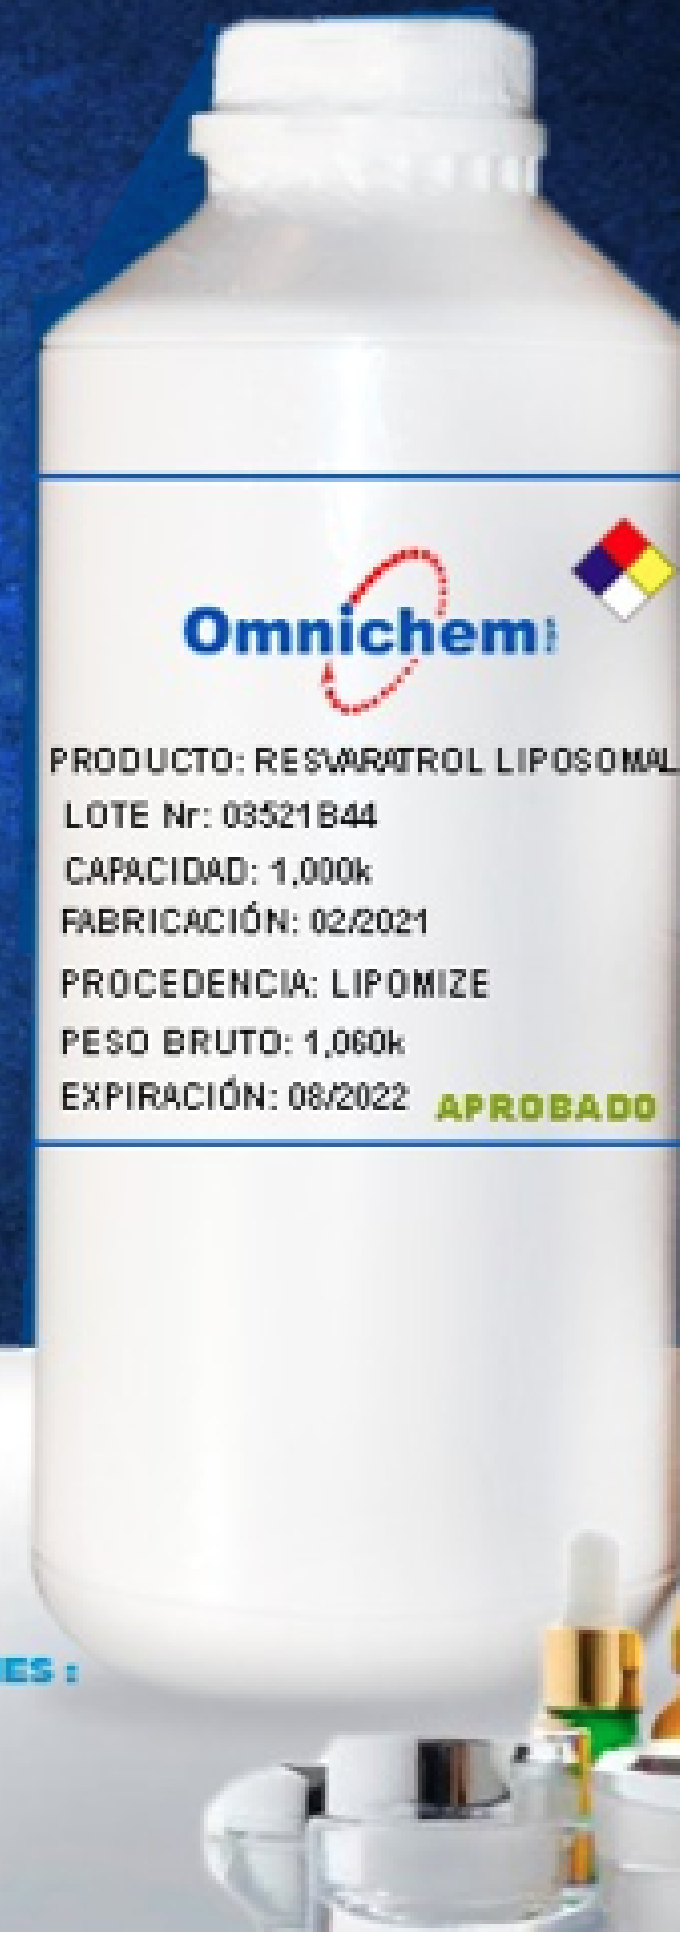 Omnichem
PRODUCTO: RESVARATROL LIPOSOMAL
LOTE Nr: 03521B44
CAPACIDAD: 1,000k
FABRICACIÓN: 02/2021
PROCEDENCIA: LIPOMIZE
PESO BRUTO: 1,060k
EXPIRACIÓN: 08/2022 APROBADO
ES :